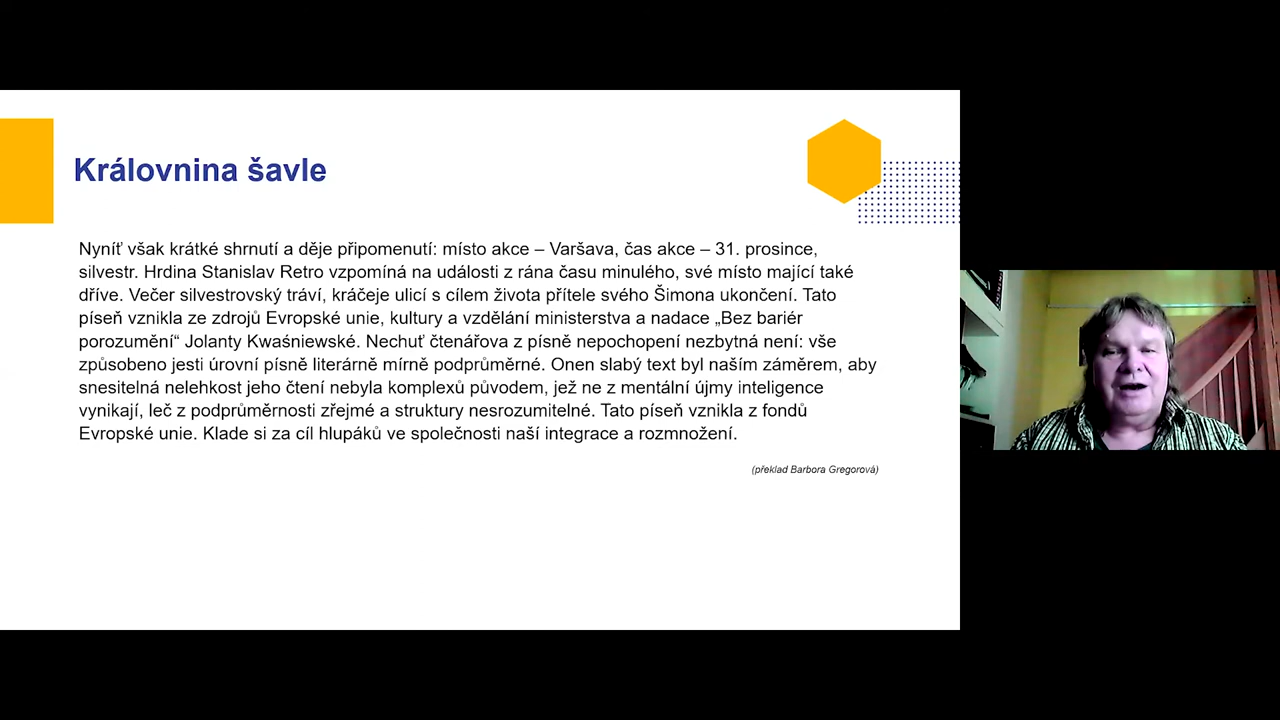 Královnina šavle
Nyníť však krátké shrnutí a děje připomenutí: místo akce – Varšava, čas akce – 31. prosince,
silvestr. Hrdina Stanislav Retro vzpomíná na události z rána času minulého, své místo mající také
dříve. Večer silvestrovský tráví, kráčeje ulicí s cílem života přítele svého Šimona ukončení. Tato
píseň vznikla ze zdrojů Evropské unie, kultury a vzdělání ministerstva a nadace „Bez bariér
porozumění“ Jolanty Kwaśniewské. Nechuť čtenářova z písně nepochopení nezbytná není: vše
způsobeno jesti úrovní písně literárně mírně podprůměrné. Onen slabý text byl naším záměrem, aby
snesitelná nelehkost jeho čtení nebyla komplexů původem, jež ne z mentální újmy inteligence
vynikají, leč z podprůměrnosti zřejmé a struktury nesrozumitelné. Tato píseň vznikla z fondů
Evropské unie. Klade si za cíl hlupáků ve společnosti naší integrace a rozmnožení.
(překlad Barbora Gregorová)